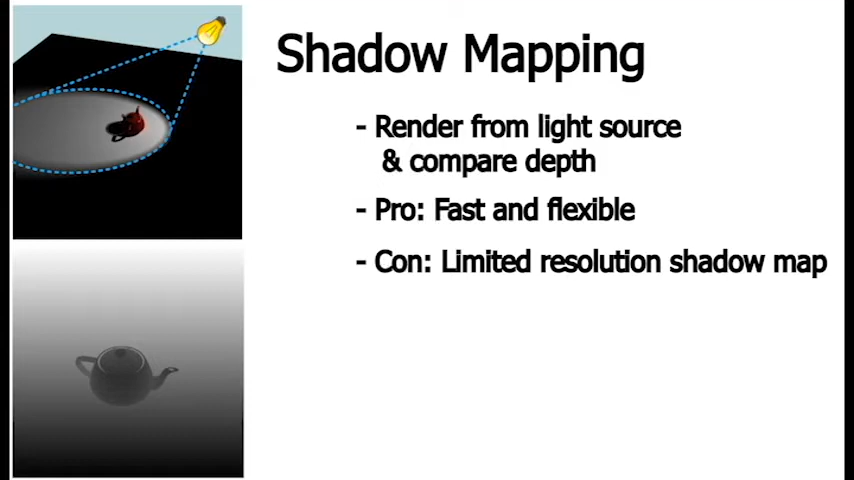 Shadow Mapping
- Render from light source
& compare depth
- Pro: Fast and flexible
- Con: Limited resolution shadow map